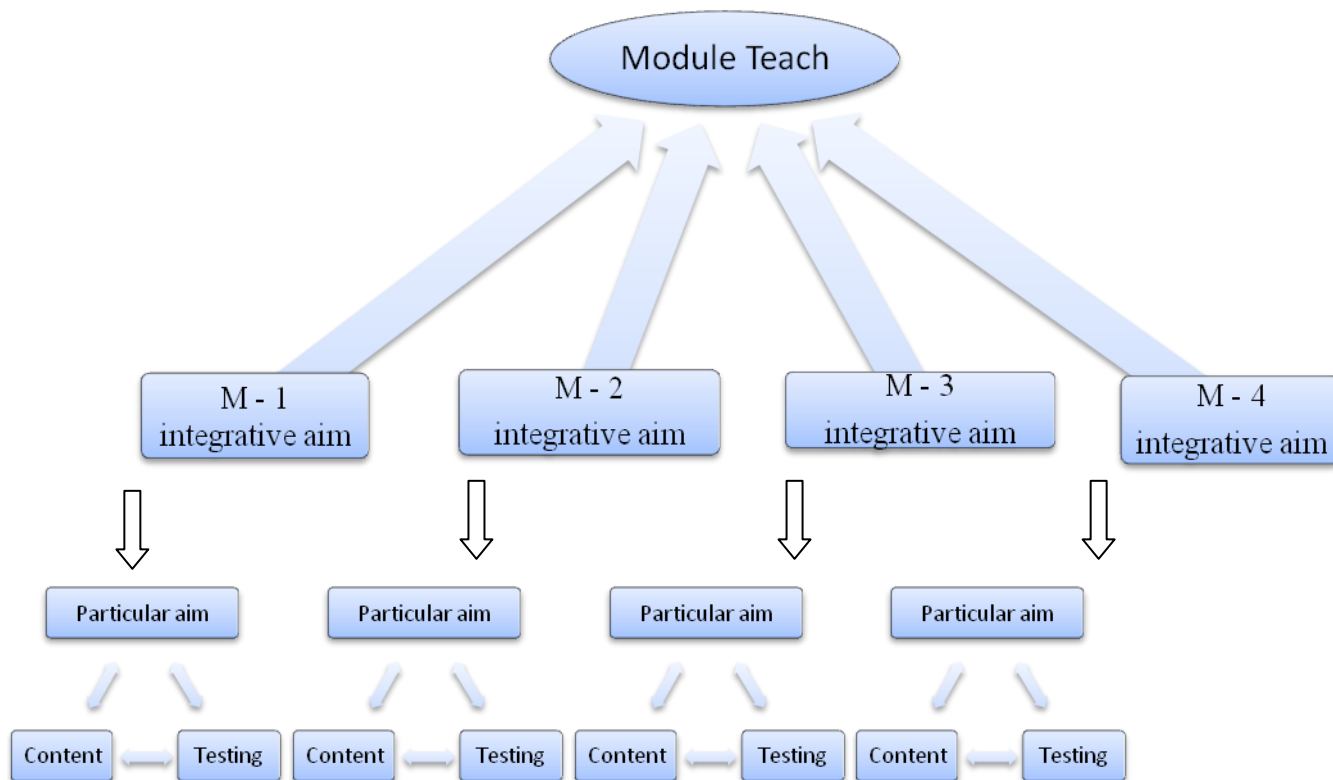 Module Teach
M - 1
integrative aim
M - 2
integrative aim
M - 3
integrative aim
M - 4
integrative aim
Particular aim
Particular aim
Particular aim
Particular aim
Content
Testing
Content
Testing
Content
Testing
Content
Testing